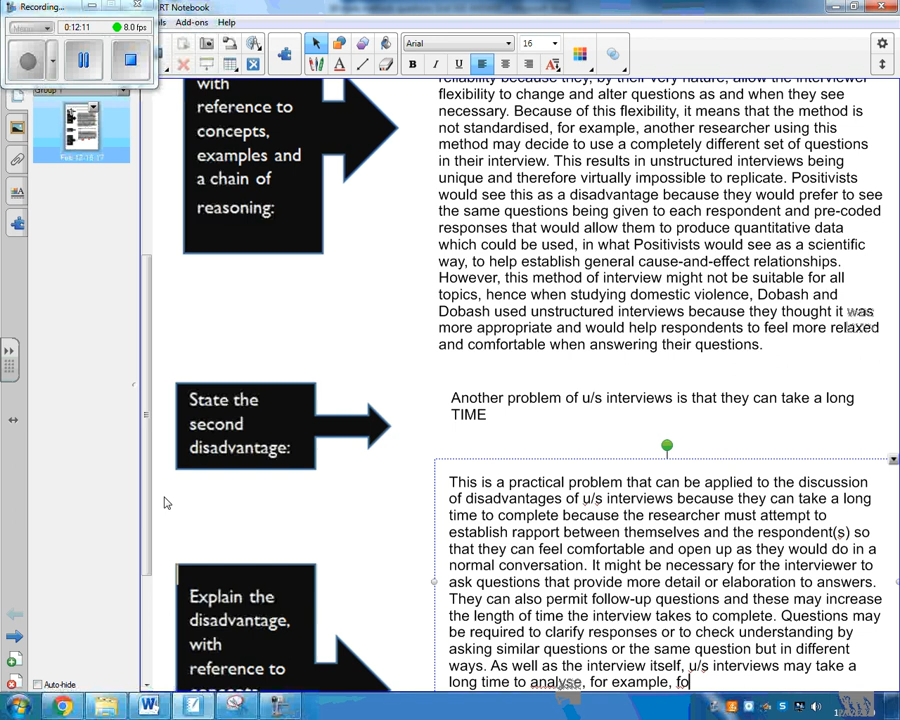 Recording...
RT Notebook
ls Add-ons Help
Menu
0:12:11
8.0 fps
Arial
16
B I U
Group 1
with
reference to
concepts,
examples and
a chain of
reasoning:
reliability because they, by their very nature, allow the interviewer
flexibility to change and alter questions as and when they see
necessary. Because of this flexibility, it means that the method is
not standardised, for example, another researcher using this
method may decide to use a completely different set of questions
in their interview. This results in unstructured interviews being
unique and therefore virtually impossible to replicate. Positivists
would see this as a disadvantage because they would prefer to see
the same questions being given to each respondent and pre-coded
responses that would allow them to produce quantitative data
which could be used, in what Positivists would see as a scientific
way, to help establish general cause-and-effect relationships.
However, this method of interview might not be suitable for all
topics, hence when studying domestic violence, Dobash and
Dobash used unstructured interviews because they thought it was
more appropriate and would help respondents to feel more relaxed
and comfortable when answering their questions.
State the
second
disadvantage:
Another problem of u/s interviews is that they can take a long
TIME
This is a practical problem that can be applied to the discussion
of disadvantages of u/s interviews because they can take a long
time to complete because the researcher must attempt to
establish rapport between themselves and the respondent(s) so
that they can feel comfortable and open up as they would do in a
normal conversation. It might be necessary for the interviewer to
ask questions that provide more detail or elaboration to answers.
They can also permit follow-up questions and these may increase
the length of time the interview takes to complete. Questions may
be required to clarify responses or to check understanding by
asking similar questions or the same question but in different
ways. As well as the interview itself, u/s interviews may take a
long time to analyse, for example, fo
Explain the
disadvantage,
with
reference to
concepts
Auto-hide